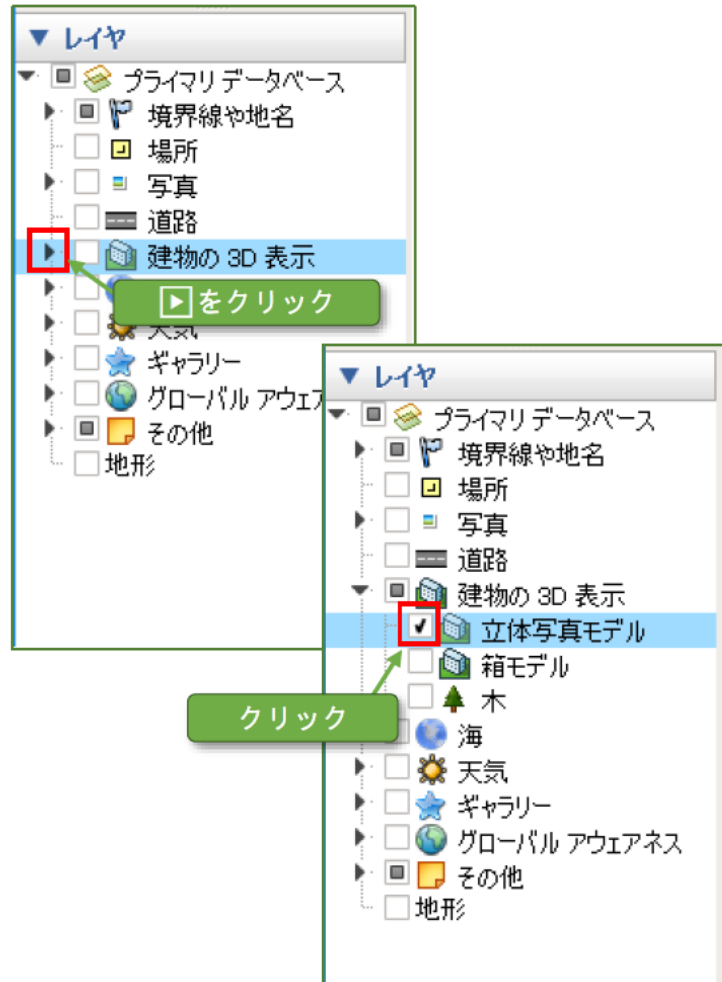 ▼ レイヤ
プライマリ データベース
境界線や地名
場所
写真
道路
建物の 3D 表示
▶をクリック
天気
ギャラリー
グローバル アウェア
その他
地形
▼ レイヤ
プライマリ データベース
境界線や地名
場所
写真
道路
建物の 3D 表示
立体写真モデル
箱モデル
木
クリック
海
天気
ギャラリー
グローバル アウェアネス
その他
地形